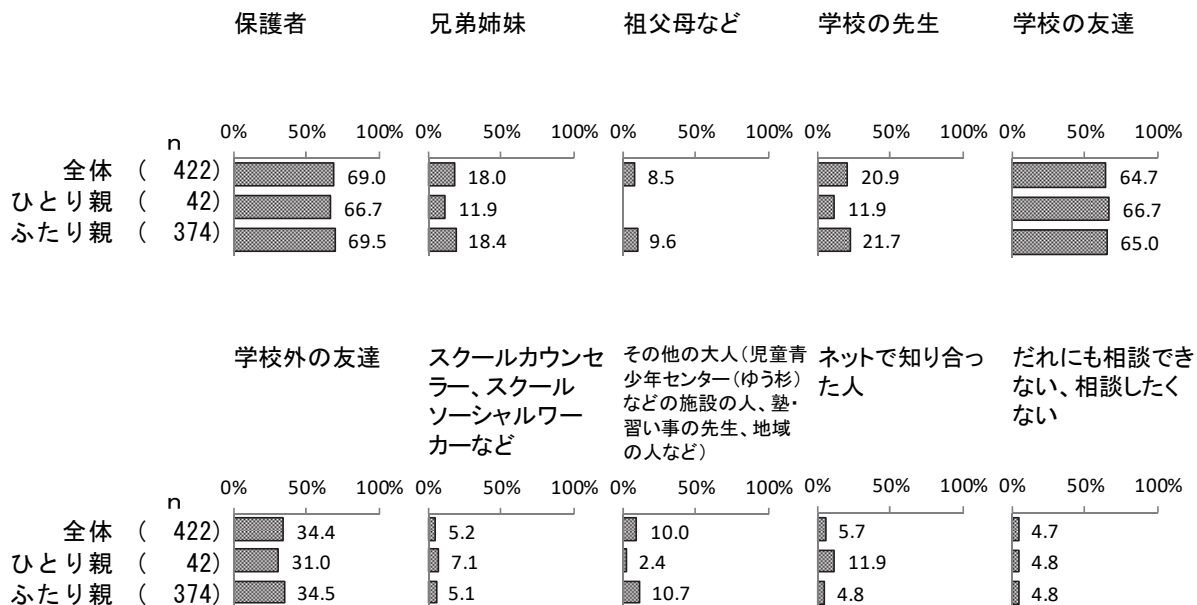 保護者 兄弟姉妹 祖父母など 学校の先生 学校の友達
n 0% 50% 100% 0% 50% 100% 0% 50% 100% 0% 50% 100% 0% 50% 100%
全体 ( 422) 69.0 18.0 8.5 20.9 64.7
ひとり親 ( 42) 66.7 11.9 11.9 66.7
ふたり親 ( 374) 69.5 18.4 9.6 21.7 65.0
学校外の友達
スクールカウンセ
ラー、スクール
ソーシャルワー
カーなど
その他の大人(児童青
少年センター(ゆう杉)
などの施設の人、塾・
習い事の先生、地域
の人など)
ネットで知り合っ
た人
だれにも相談でき
ない、相談したく
ない
n 0% 50% 100% 0% 50% 100% 0% 50% 100% 0% 50% 100% 0% 50% 100%
全体 ( 422) 34.4 5.2 10.0 5.7 4.7
ひとり親 ( 42) 31.0 7.1 2.4 11.9 4.8
ふたり親 ( 374) 34.5 5.1 10.7 4.8 4.8